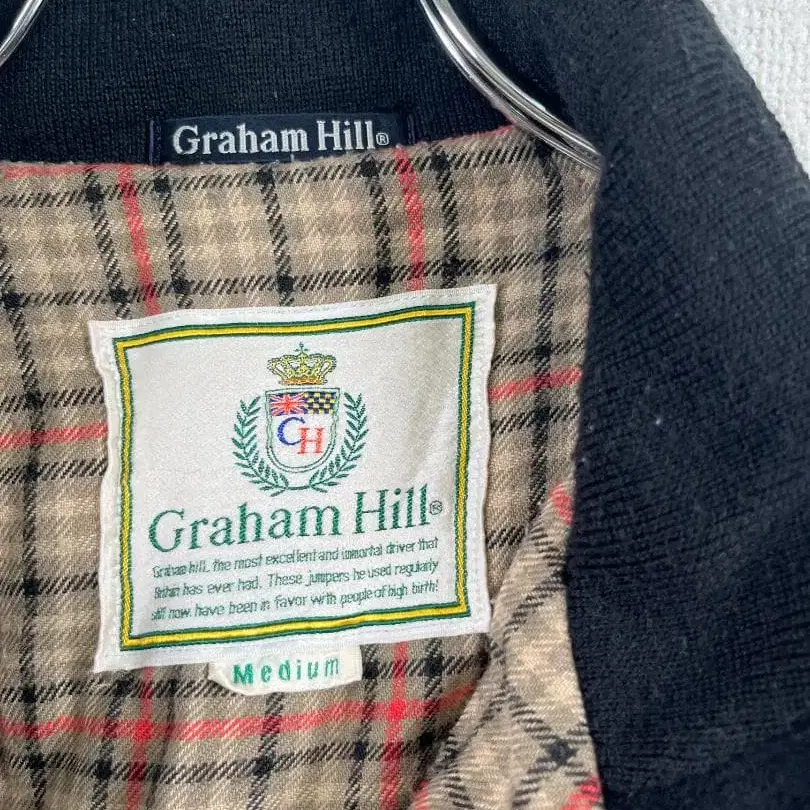 Graham Hill®
GH
Graham Hill®
Graham hill, the most excellent and immortal driver that
Britain has ever had. These jumpers he used regularly
still now, have been in favor with people of high birth!
Medium